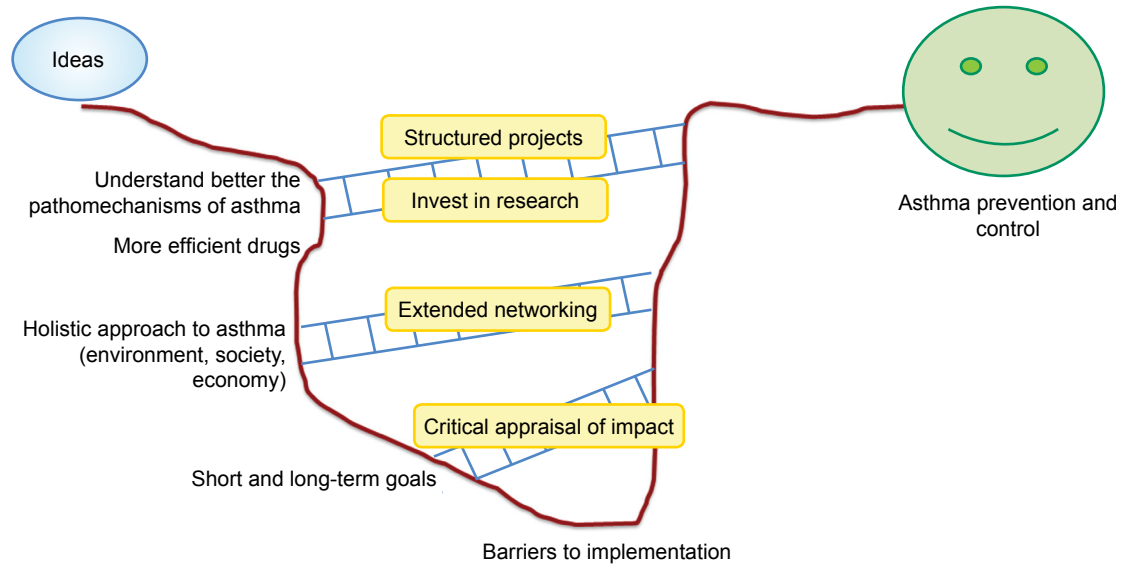 Ideas
Structured projects
Understand better the
pathomechanisms of asthma
Invest in research
Asthma prevention and
control
More efficient drugs
Extended networking
Holistic approach to asthma
(environment, society,
economy)
Critical appraisal of impact
Short and long-term goals
Barriers to implementation